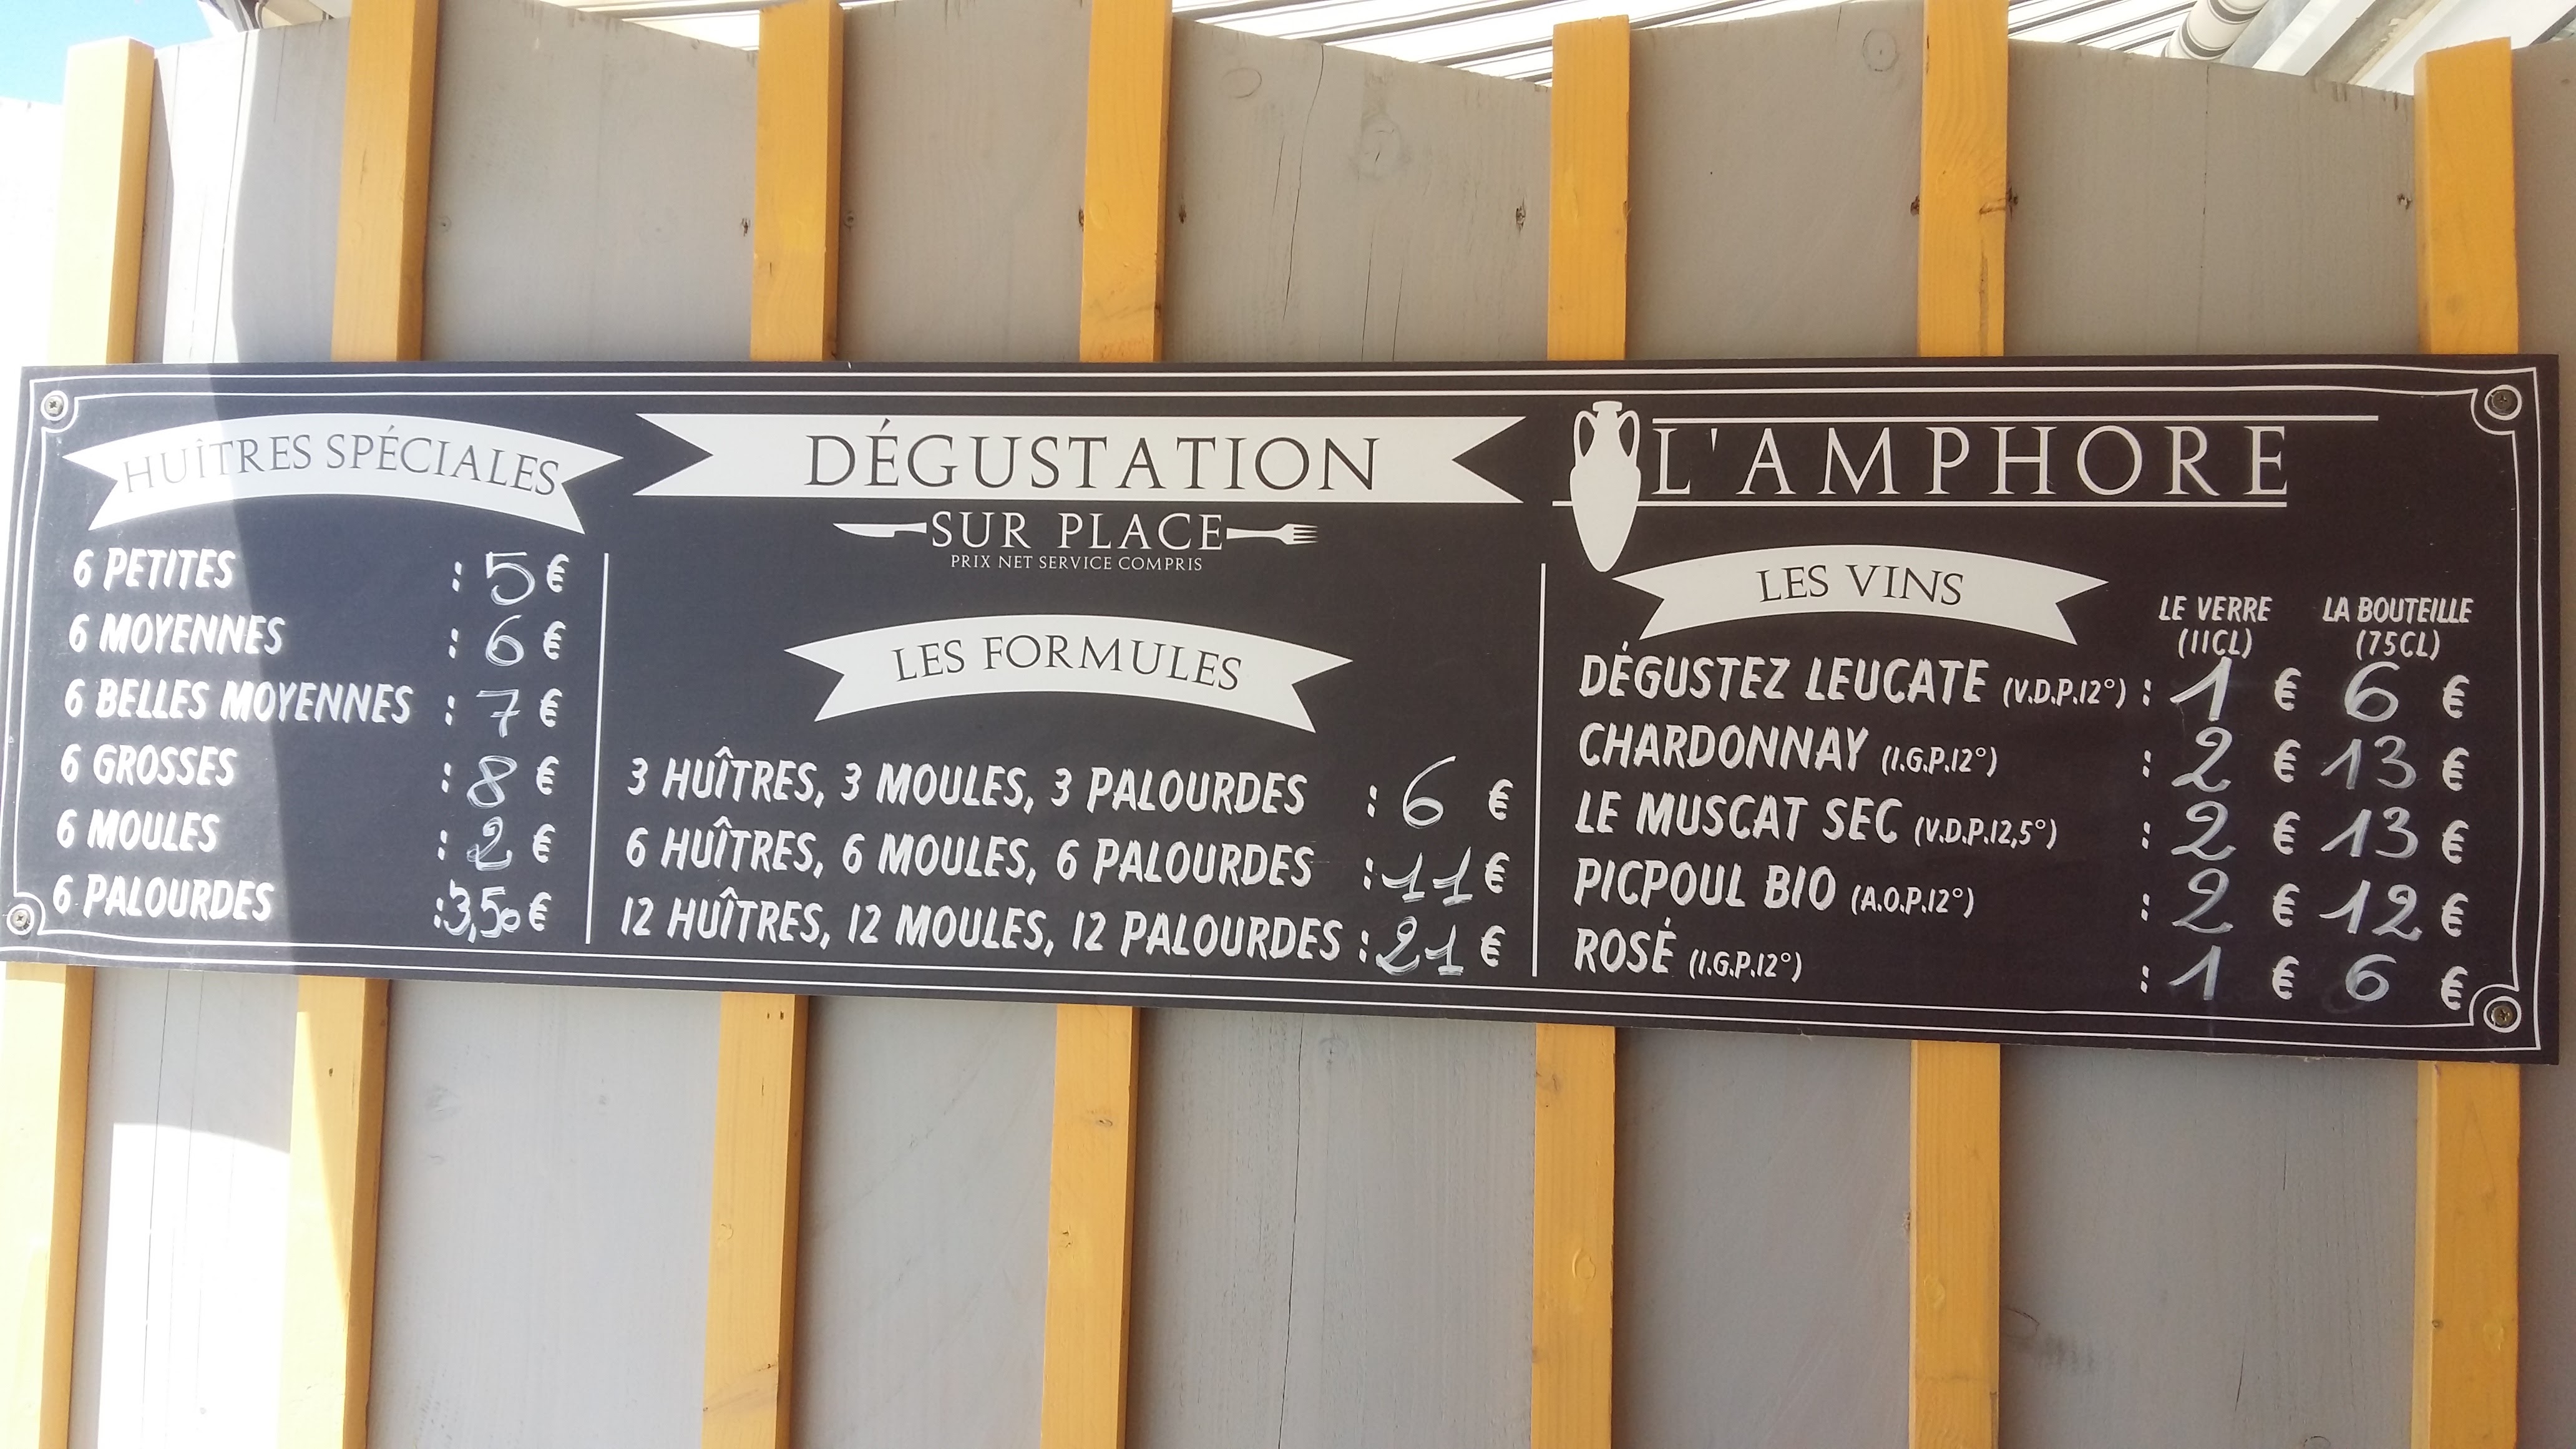 HUÎTRES SPÉCIALES
6 PETITES : 5 €
6 MOYENNES : 6 €
6 BELLES MOYENNES : 7 €
6 GROSSES : 8 €
6 MOULES : 2 €
6 PALOURDES : 3,50 €
DÉGUSTATION
SUR PLACE
PRIX NET SERVICE COMPRIS
LES FORMULES
3 HUÎTRES, 3 MOULES, 3 PALOURDES : 6 €
6 HUÎTRES, 6 MOULES, 6 PALOURDES : 11 €
12 HUÎTRES, 12 MOULES, 12 PALOURDES : 21 €
L'AMPHORE
LES VINS
LE VERRE LA BOUTEILLE
(11CL) (75CL)
DÉGUSTEZ LEUCATE (V.D.P.12°) : 1 € 6 €
CHARDONNAY (I.G.P.12°) : 2 € 13 €
LE MUSCAT SEC (V.D.P.12,5°) : 2 € 13 €
PICPOUL BIO (A.O.P.12°) : 2 € 12 €
ROSÉ (I.G.P.12°) : 1 € 6 €